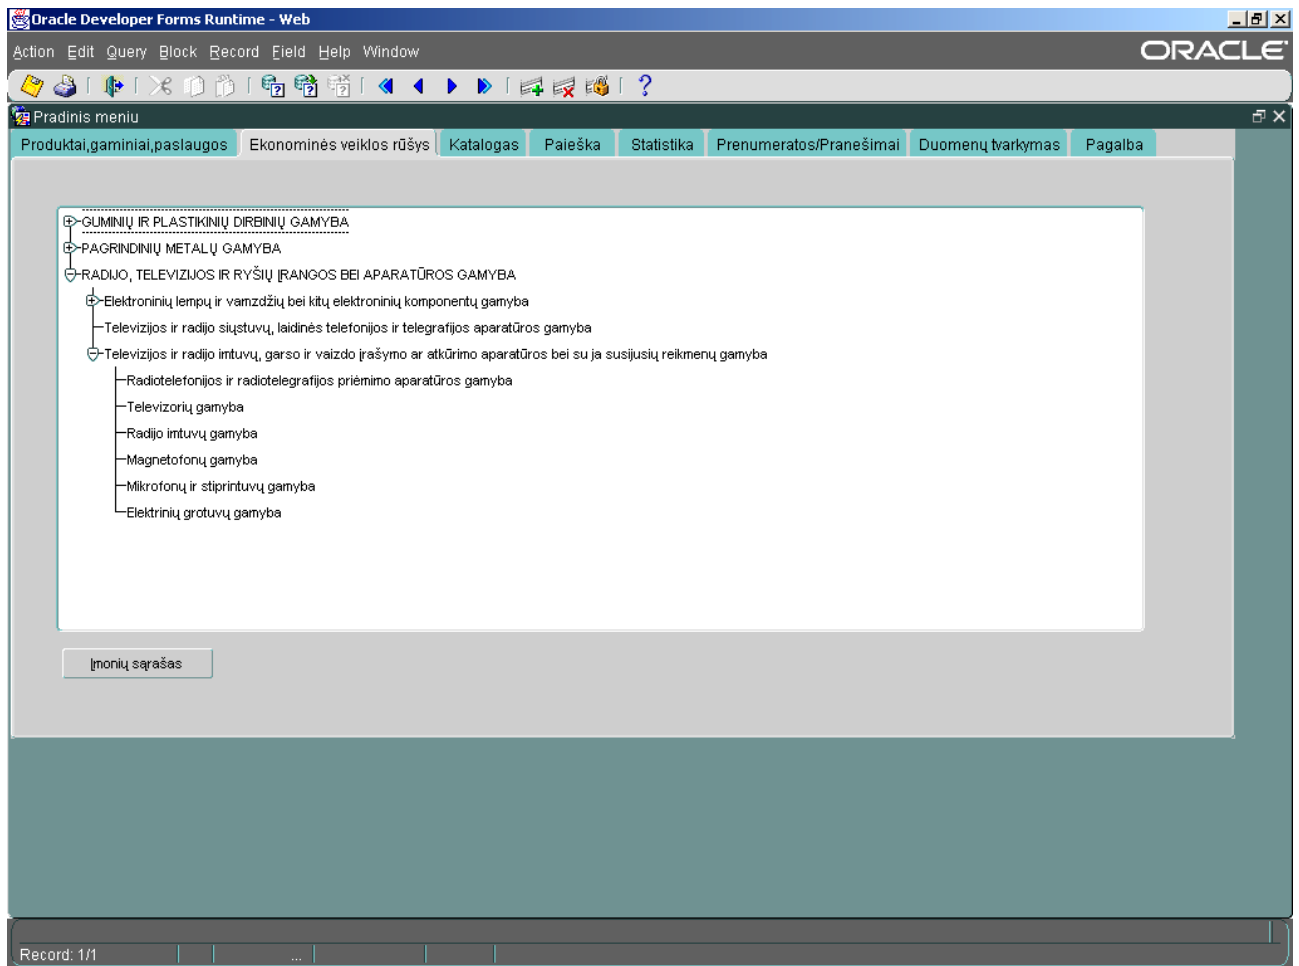 Oracle Developer Forms Runtime - Web
Action Edit Query Block Record Field Help Window
ORACLE
Pradinis meniu
Produktai,gaminiai,paslaugos Ekonominės veiklos rūšys Katalogas Paieška Statistika Prenumeratos/Pranešimai Duomenų tvarkymas Pagalba
GUMINIŲ IR PLASTIKINIŲ DIRBINIŲ GAMYBA
PAGRINDINIŲ METALŲ GAMYBA
RADIJO, TELEVIZIJOS IR RYŠIŲ ĮRANGOS BEI APARATŪROS GAMYBA
Elektroninių lempų ir vamzdžių bei kitų elektroninių komponentų gamyba
Televizijos ir radijo siųstuvų, laidinės telefonijos ir telegrafijos aparatūros gamyba
Televizijos ir radijo imtuvų, garso ir vaizdo įrašymo ar atkūrimo aparatūros bei su ja susijusių reikmenų gamyba
Radiotelefonijos ir radiotelegrafijos priėmimo aparatūros gamyba
Televizorių gamyba
Radijo imtuvų gamyba
Magnetofonų gamyba
Mikrofonų ir stiprintuvų gamyba
Elektrinių grotuvų gamyba
Įmonių sąrašas
Record: 1/1 ...